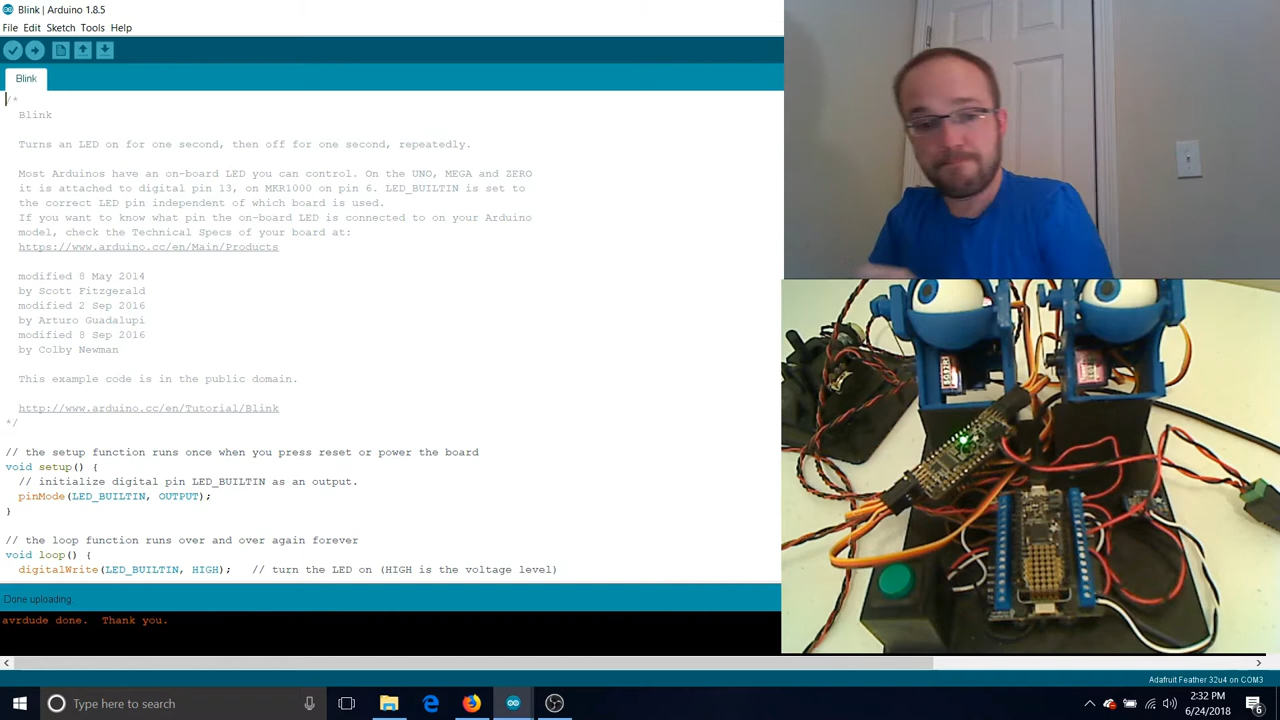 Blink | Arduino 1.8.5
File Edit Sketch Tools Help
Blink
/*
Blink
Turns an LED on for one second, then off for one second, repeatedly.
Most Arduinos have an on-board LED you can control. On the UNO, MEGA and ZERO
it is attached to digital pin 13, on MKR1000 on pin 6. LED_BUILTIN is set to
the correct LED pin independent of which board is used.
If you want to know what pin the on-board LED is connected to on your Arduino
model, check the Technical Specs of your board at:
https://www.arduino.cc/en/Main/Products
modified 8 May 2014
by Scott Fitzgerald
modified 2 Sep 2016
by Arturo Guadalupi
modified 8 Sep 2016
by Colby Newman
This example code is in the public domain.
http://www.arduino.cc/en/Tutorial/Blink
*/
// the setup function runs once when you press reset or power the board
void setup() {
// initialize digital pin LED_BUILTIN as an output.
pinMode(LED_BUILTIN, OUTPUT);
}
// the loop function runs over and over again forever
void loop() {
digitalWrite(LED_BUILTIN, HIGH);   // turn the LED on (HIGH is the voltage level)
Done uploading.
avrdude done.  Thank you.
Adafruit Feather 32u4 on COM3
Type here to search
2:32 PM
6/24/2018
6